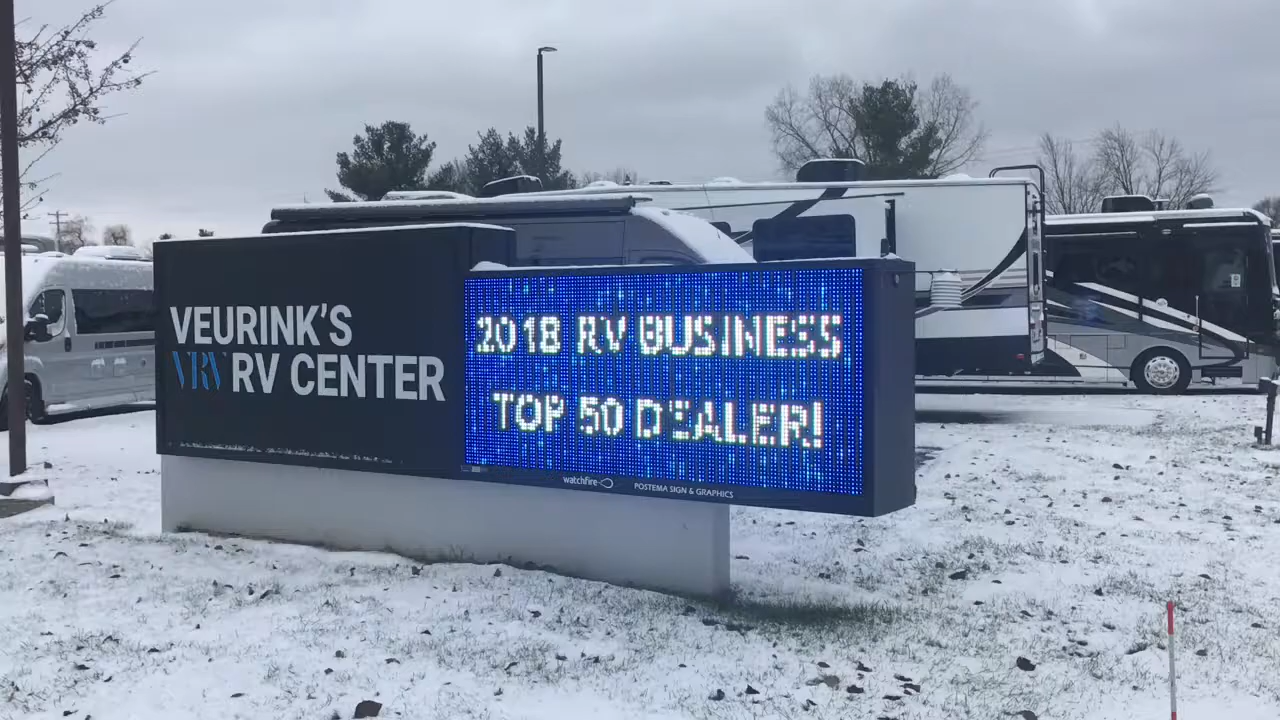 VEURINK'S
VRV RV CENTER
2018 RV BUSINESS
TOP 50 DEALER!
watchfire
POSTEMA SIGN & GRAPHICS